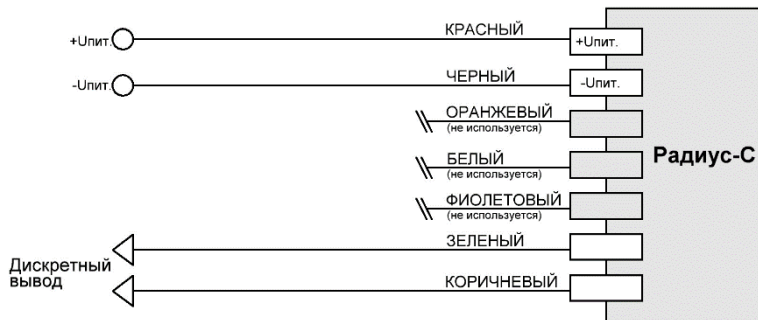 КРАСНЫЙ
+Uпит.
+Uпит.
ЧЕРНЫЙ
-Uпит.
-Uпит.
ОРАНЖЕВЫЙ
(не используется)
БЕЛЫЙ
(не используется)
Радиус-С
ФИОЛЕТОВЫЙ
(не используется)
ЗЕЛЕНЫЙ
Дискретный
вывод
КОРИЧНЕВЫЙ